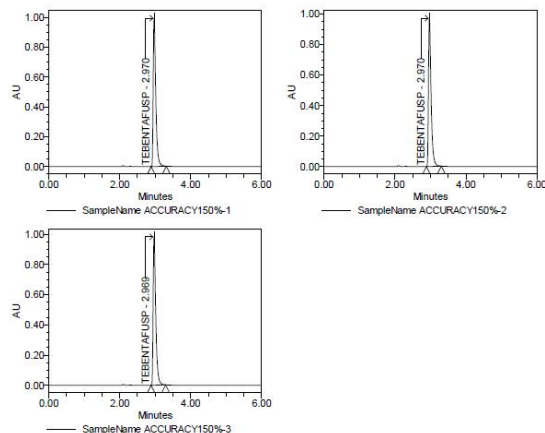 1.00
0.80
0.60
0.40
0.20
0.00
AU
TEBENTAFUSP - 2.970
0.00 2.00 4.00 6.00
Minutes
SampleName ACCURACY150%-1
1.00
0.80
0.60
0.40
0.20
0.00
AU
TEBENTAFUSP - 2.970
0.00 2.00 4.00 6.00
Minutes
SampleName ACCURACY150%-2
1.00
0.80
0.60
0.40
0.20
0.00
AU
TEBENTAFUSP - 2.969
0.00 2.00 4.00 6.00
Minutes
SampleName ACCURACY150%-3